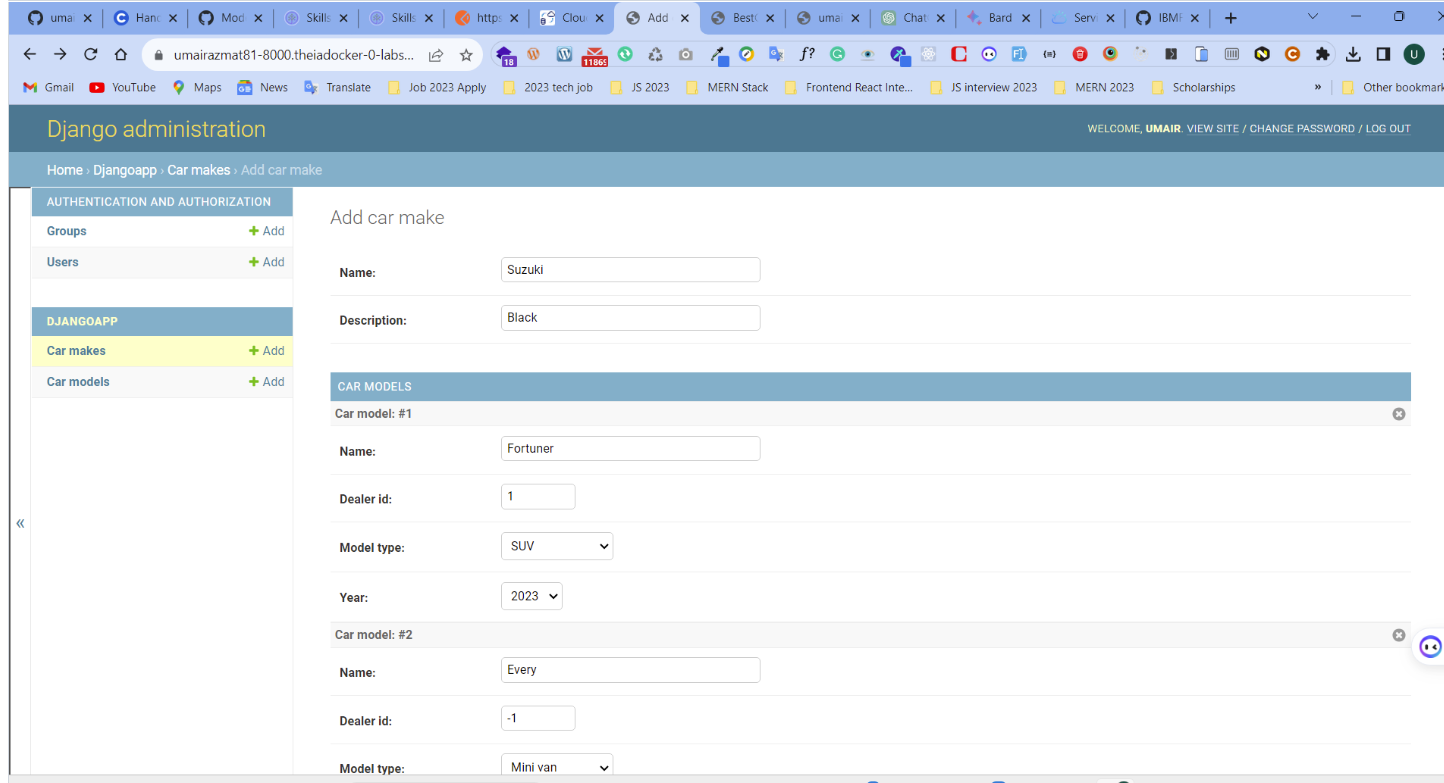 umai Hanc Mod Skills Skills https Clou Add Best umai Chat Bard Serv IBM
umairazmat81-8000.theiadocker-0-labs... 18 11865 f?
Gmail YouTube Maps News Translate Job 2023 Apply 2023 tech job JS 2023 MERN Stack Frontend React Inte... JS interview 2023 MERN 2023 Scholarships » Other bookmark
Django administration
WELCOME, UMAIR. VIEW SITE / CHANGE PASSWORD / LOG OUT
Home › Djangoapp › Car makes › Add car make
AUTHENTICATION AND AUTHORIZATION
Groups + Add
Users + Add
DJANGOAPP
Car makes + Add
Car models + Add
«
Add car make
Name: Suzuki
Description: Black
CAR MODELS
Car model: #1
Name: Fortuner
Dealer id: 1
Model type: SUV
Year: 2023
Car model: #2
Name: Every
Dealer id: -1
Model type: Mini van